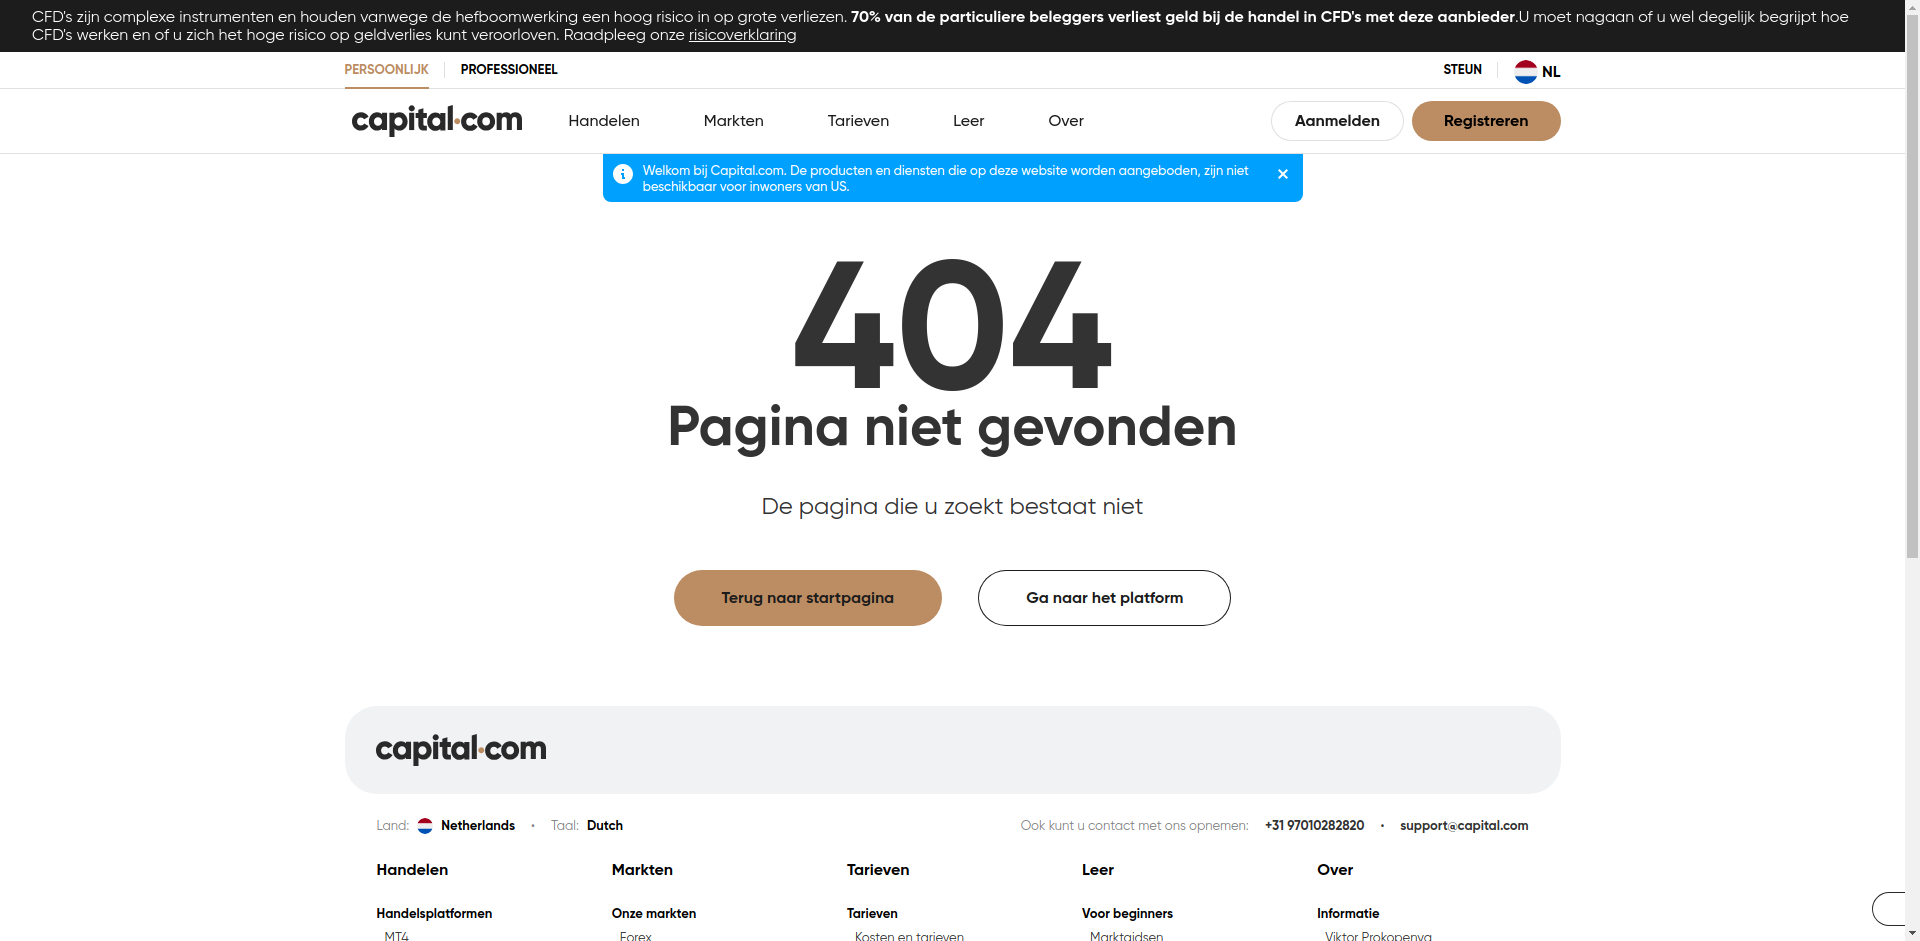 CFD's zijn complexe instrumenten en houden vanwege de hefboomwerking een hoog risico in op grote verliezen. 70% van de particuliere beleggers verliest geld bij de handel in CFD's met deze aanbieder.U moet nagaan of u wel degelijk begrijpt hoe
CFD's werken en of u zich het hoge risico op geldverlies kunt veroorloven. Raadpleeg onze risicoverklaring
PERSOONLIJK PROFESSIONEEL STEUN NL
capital.com Handelen Markten Tarieven Leer Over Aanmelden Registreren
Welkom bij Capital.com. De producten en diensten die op deze website worden aangeboden, zijn niet
beschikbaar voor inwoners van US.
404
Pagina niet gevonden
De pagina die u zoekt bestaat niet
Terug naar startpagina Ga naar het platform
capital.com
Land: Netherlands • Taal: Dutch Ook kunt u contact met ons opnemen: +31 97010282820 • support@capital.com
Handelen Markten Tarieven Leer Over
Handelsplatformen Onze markten Tarieven Voor beginners Informatie
MT4 Forex Kosten en tarieven Marktgidsen Viktor Prokopenya